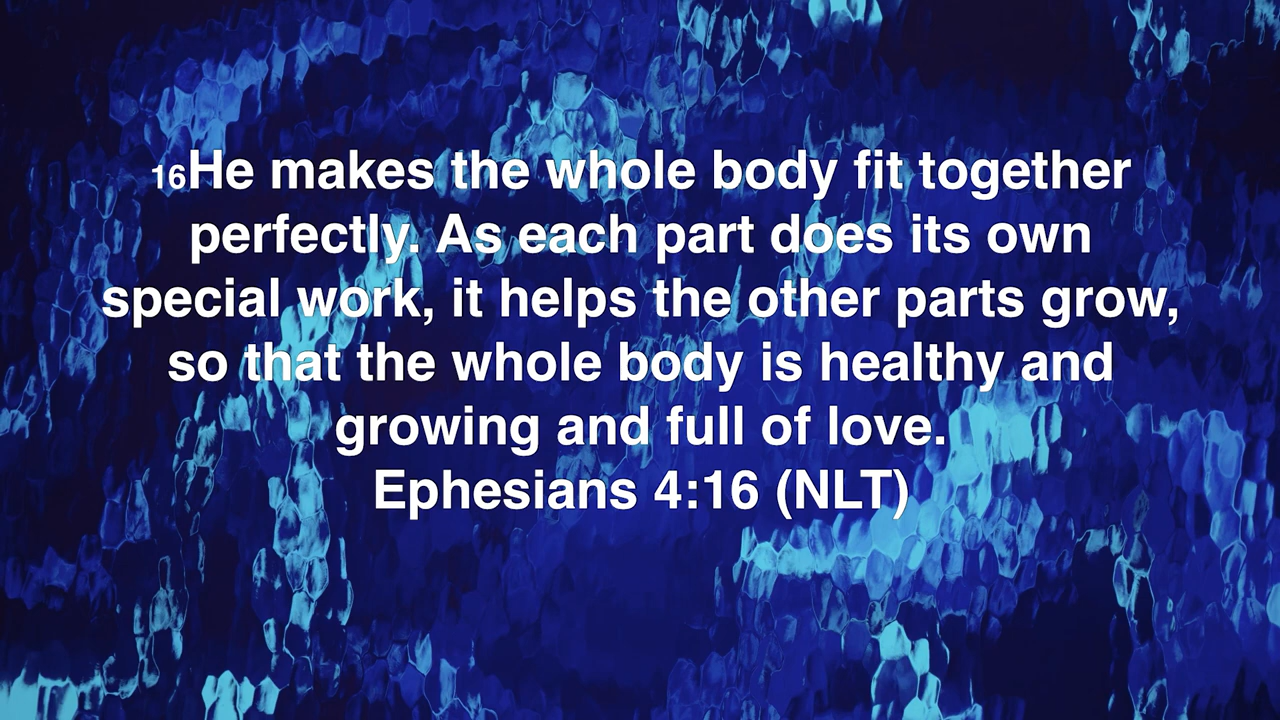 16He makes the whole body fit together
perfectly. As each part does its own
special work, it helps the other parts grow,
so that the whole body is healthy and
growing and full of love.
Ephesians 4:16 (NLT)